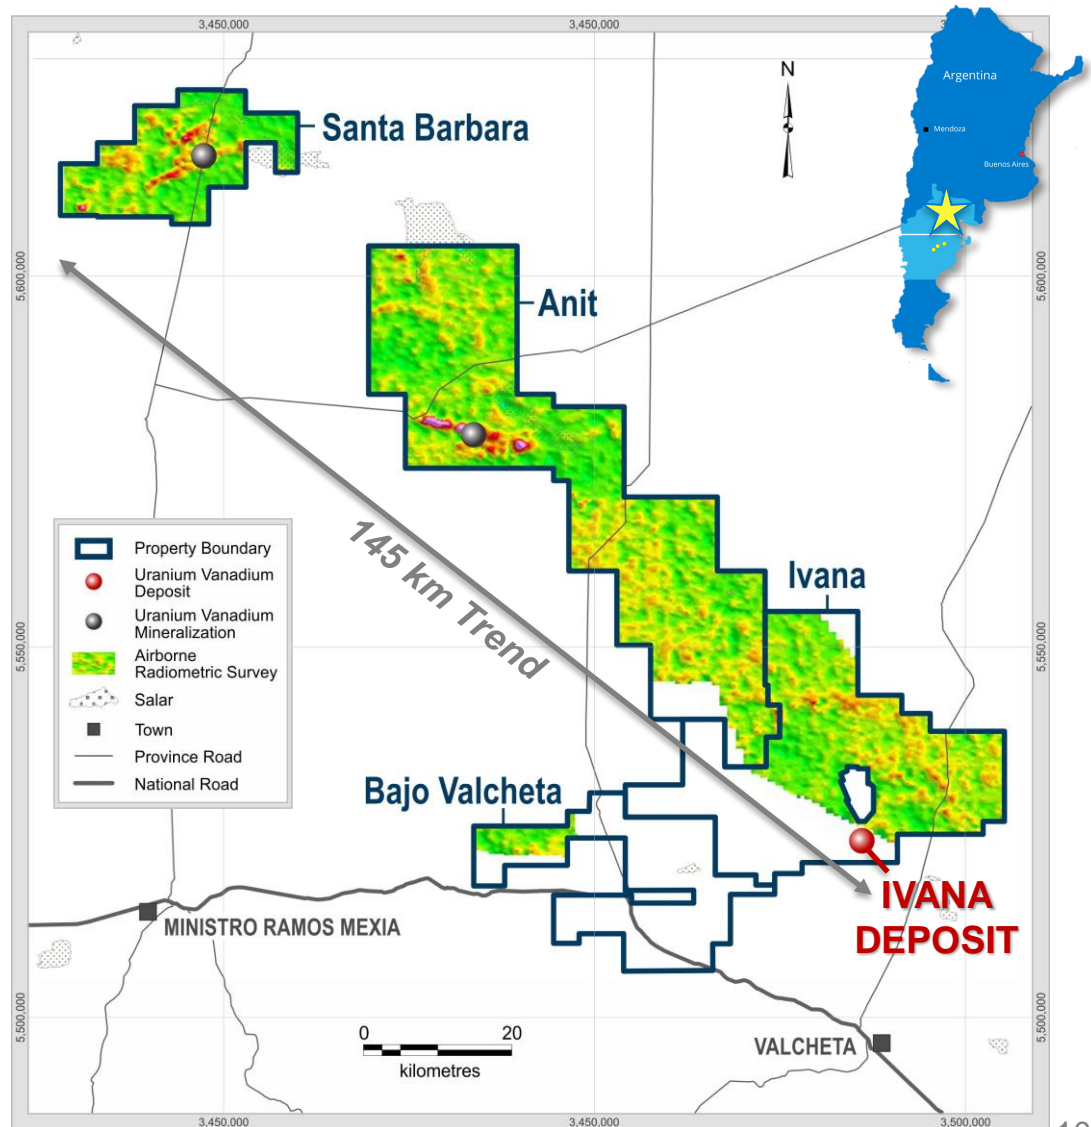 3,450,000
3,450,000
3,500,000
N
Argentina
Mendoza
Buenos Aires
Santa Barbara
5,600,000
5,600,000
Anit
145 km Trend
Ivana
Property Boundary
Uranium Vanadium
Deposit
Uranium Vanadium
Mineralization
Airborne
Radiometric Survey
Salar
Town
Province Road
National Road
5,550,000
5,550,000
Bajo Valcheta
IVANA
DEPOSIT
MINISTRO RAMOS MEXIA
5,500,000
5,500,000
0 20
kilometres
VALCHETA
3,450,000
3,450,000
3,500,000